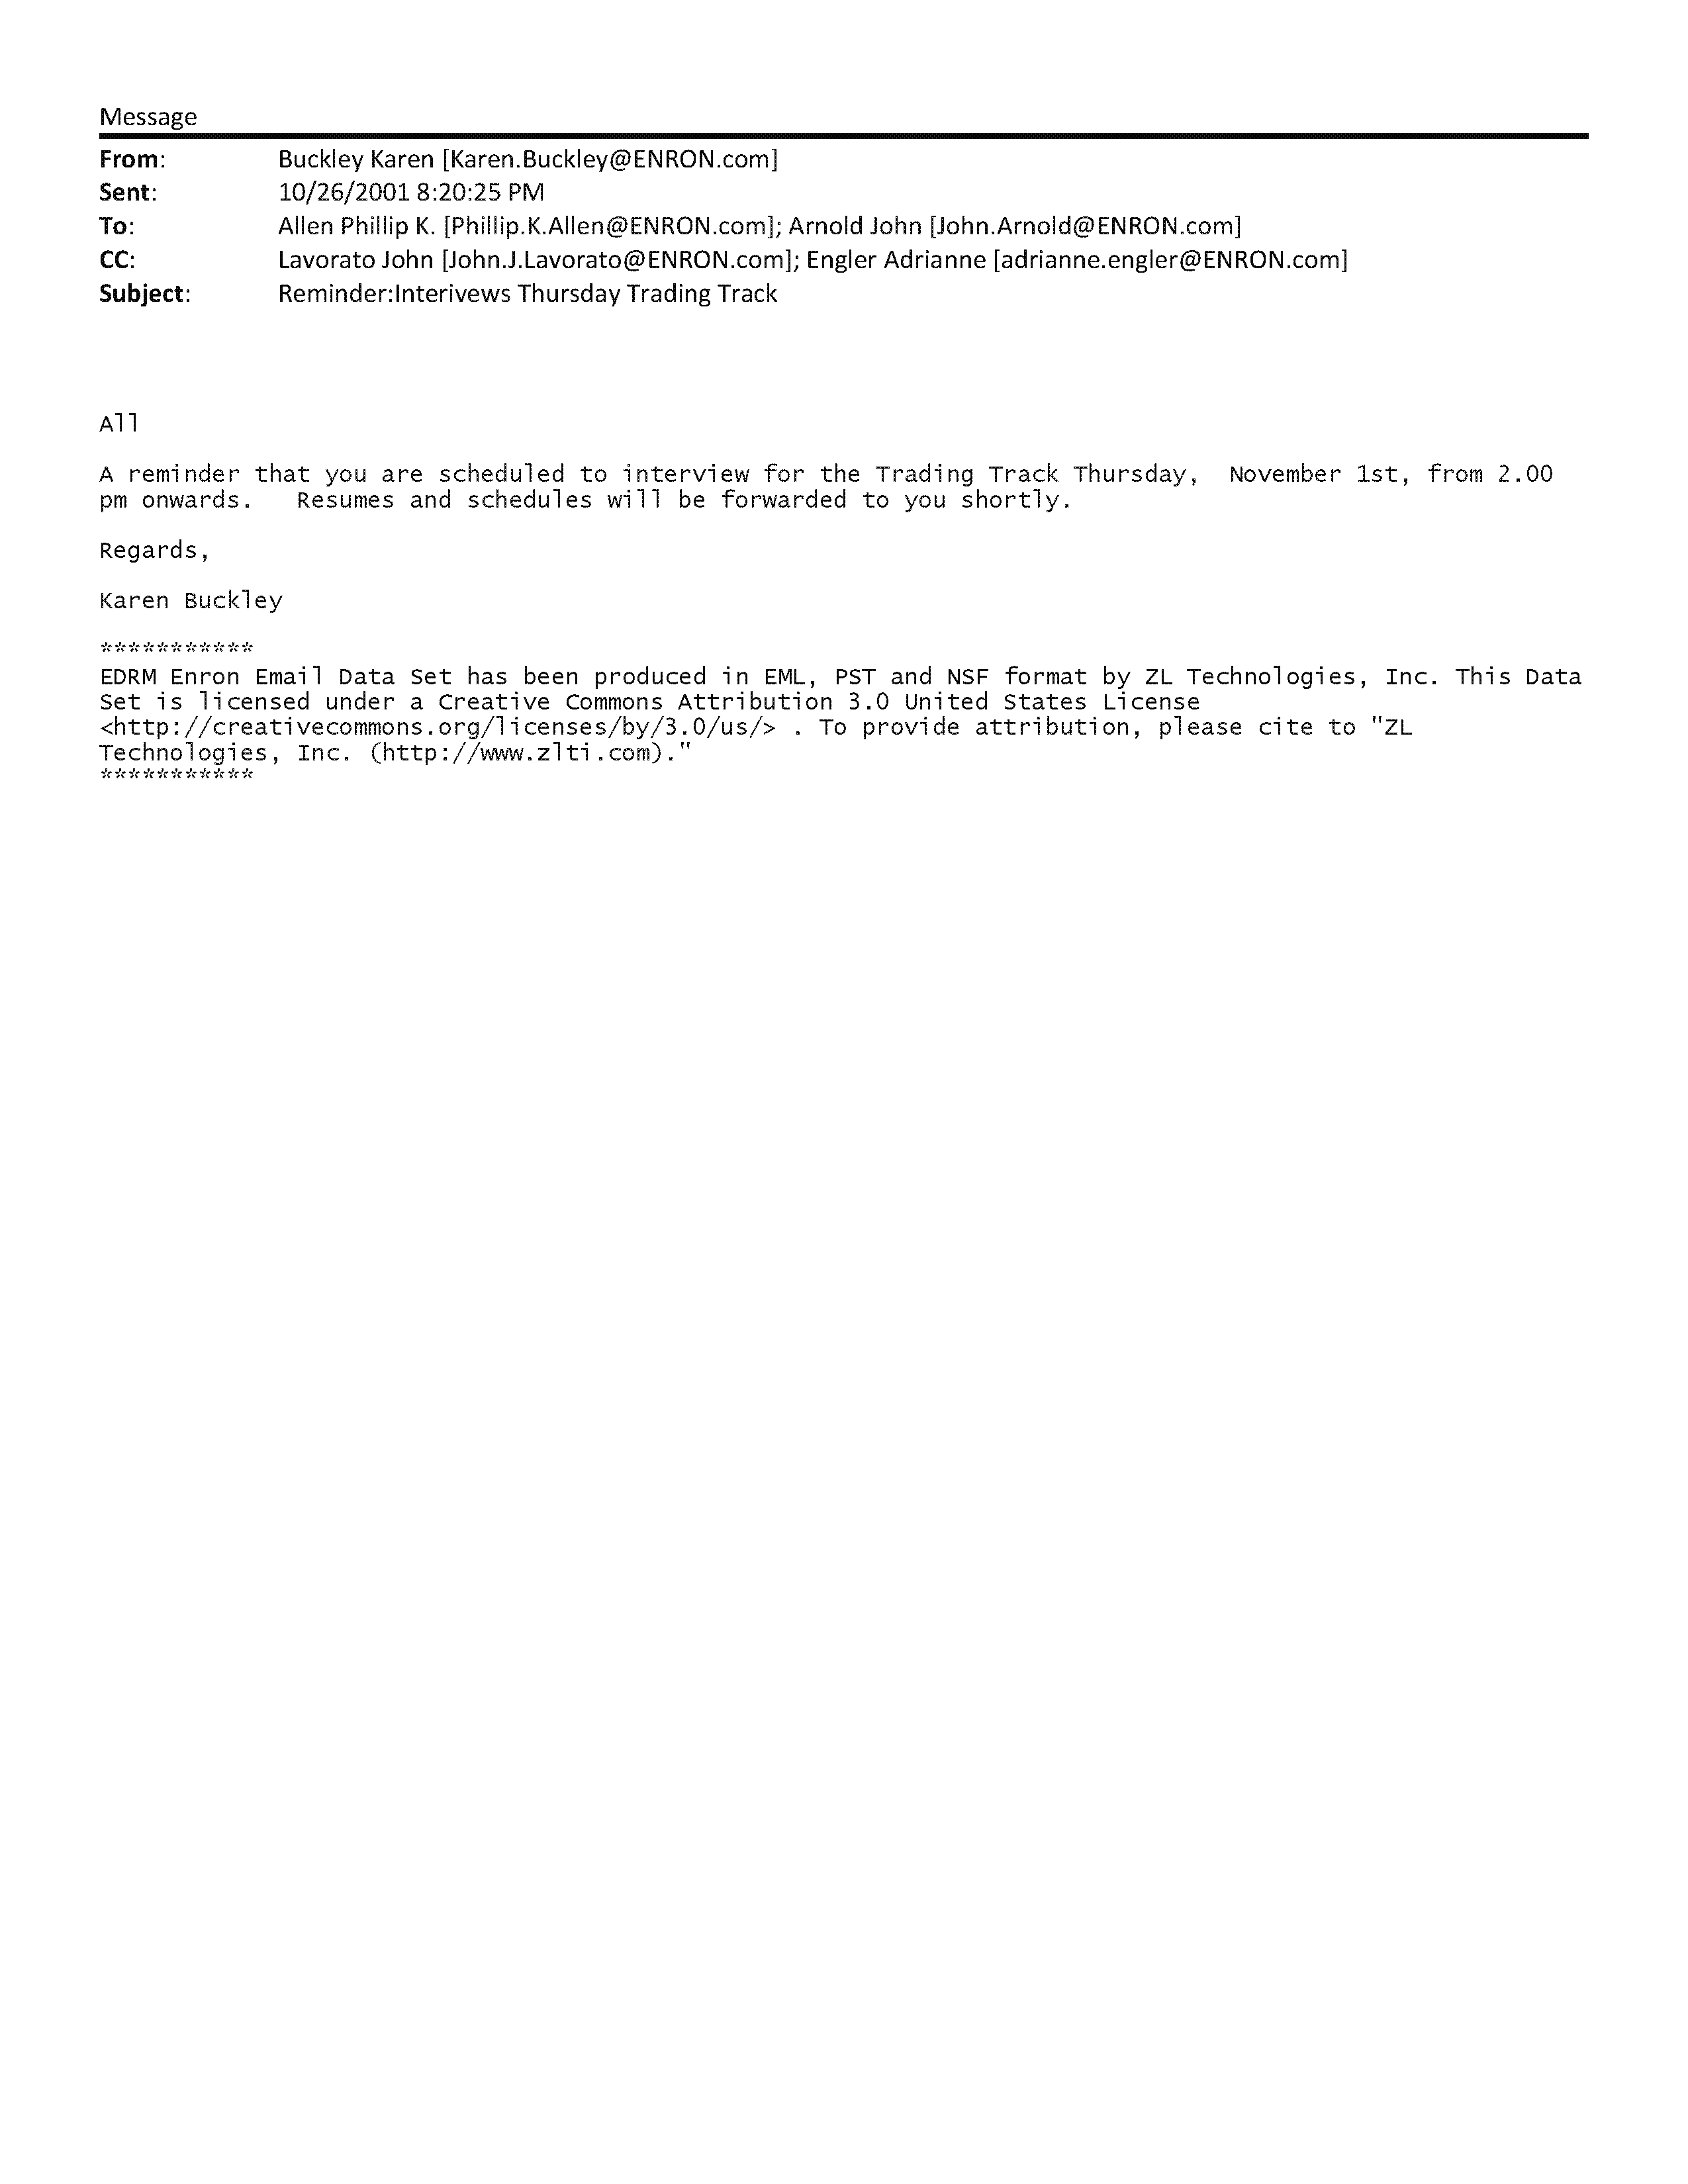 Message
From: Buckley Karen [Karen.Buckley@ENRON.com]
Sent: 10/26/2001 8:20:25 PM
To: Allen Phillip K. [Phillip.K.Allen@ENRON.com]; Arnold John [John.Arnold@ENRON.com]
CC: Lavorato John [John.J.Lavorato@ENRON.com]; Engler Adrianne [adrianne.engler@ENRON.com]
Subject: Reminder:Interivews Thursday Trading Track
All
A reminder that you are scheduled to interview for the Trading Track Thursday,  November 1st, from 2.00
pm onwards.   Resumes and schedules will be forwarded to you shortly.
Regards,
Karen Buckley
***********
EDRM Enron Email Data Set has been produced in EML, PST and NSF format by ZL Technologies, Inc. This Data
Set is licensed under a Creative Commons Attribution 3.0 United States License
<http://creativecommons.org/licenses/by/3.0/us/> . To provide attribution, please cite to "ZL
Technologies, Inc. (http://www.zlti.com)."
***********